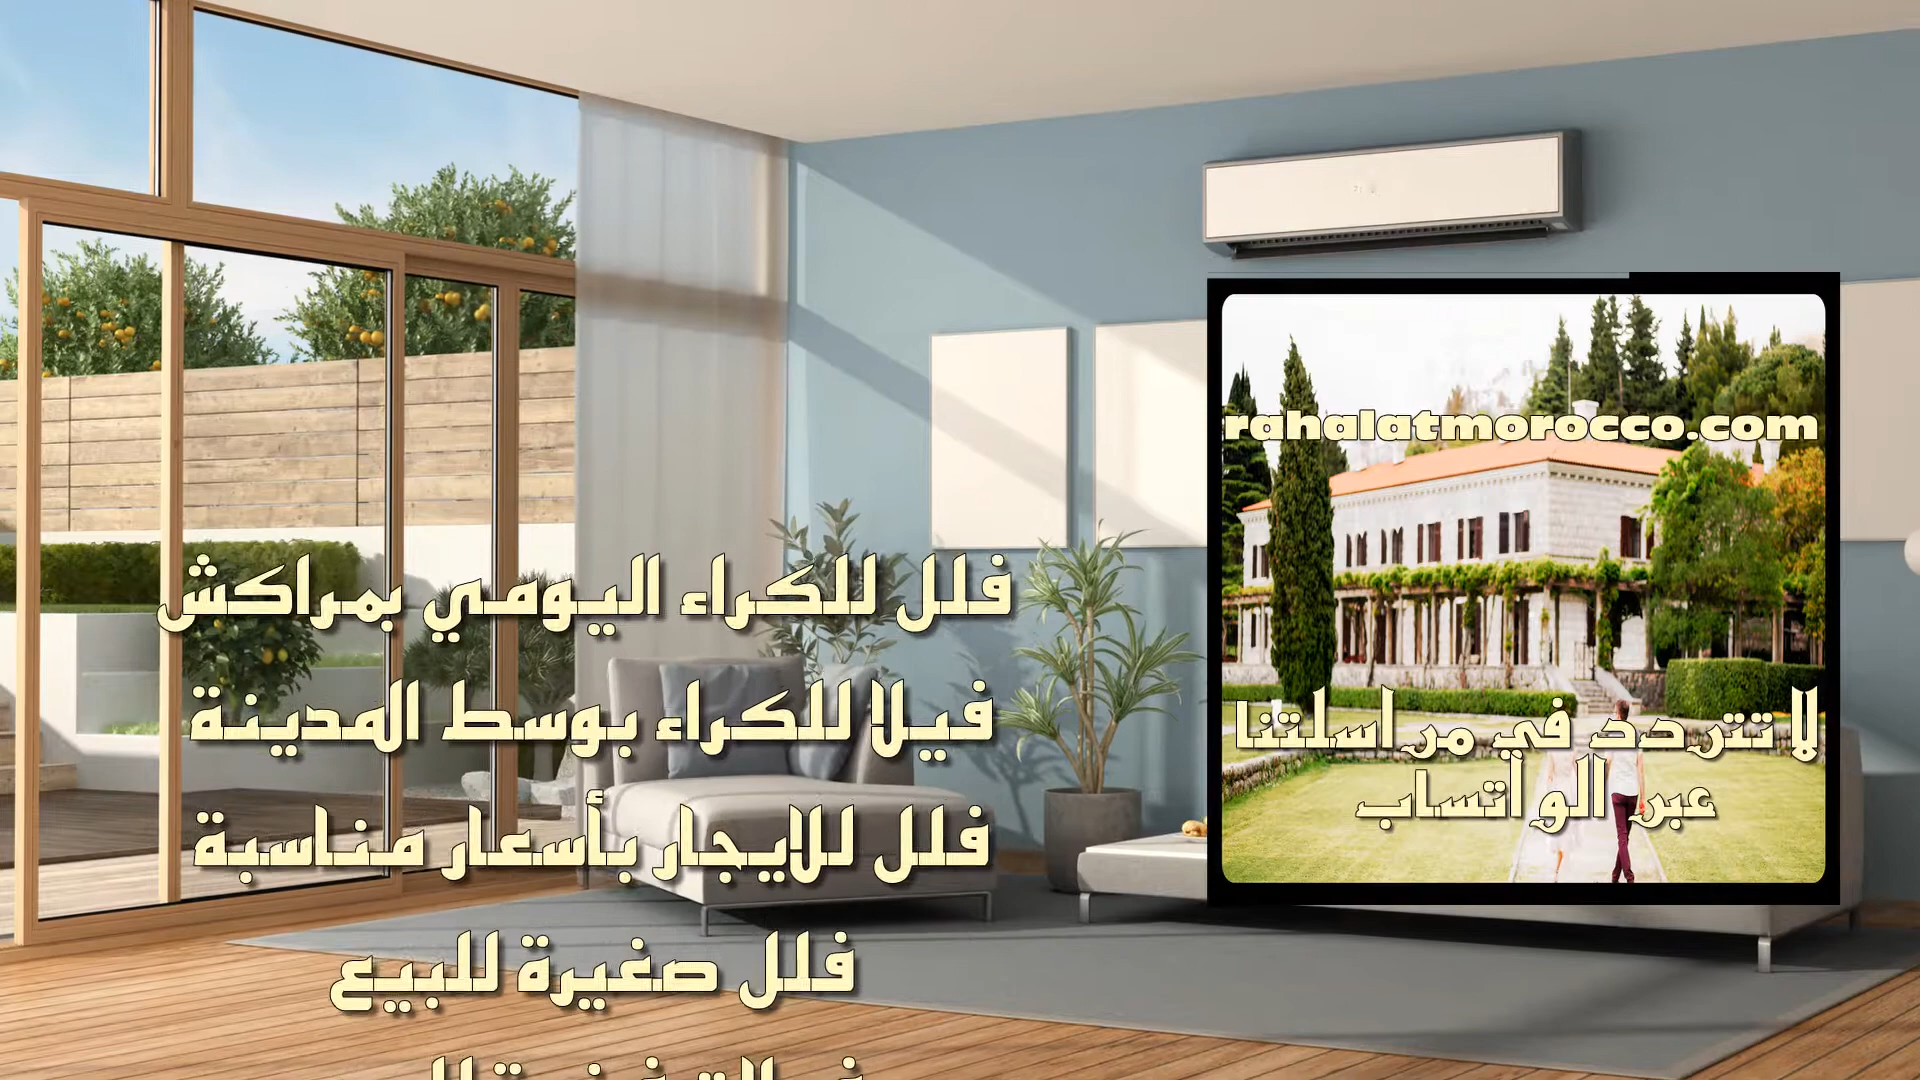 فلل للكراء اليومي بمراكش
فيلا للكراء بوسط المدينة
فلل للايجار بأسعار مناسبة
فلل صغيرة للبيع
rahalatmorocco.com
لا تتردد في مراسلتنا
عبر الواتساب